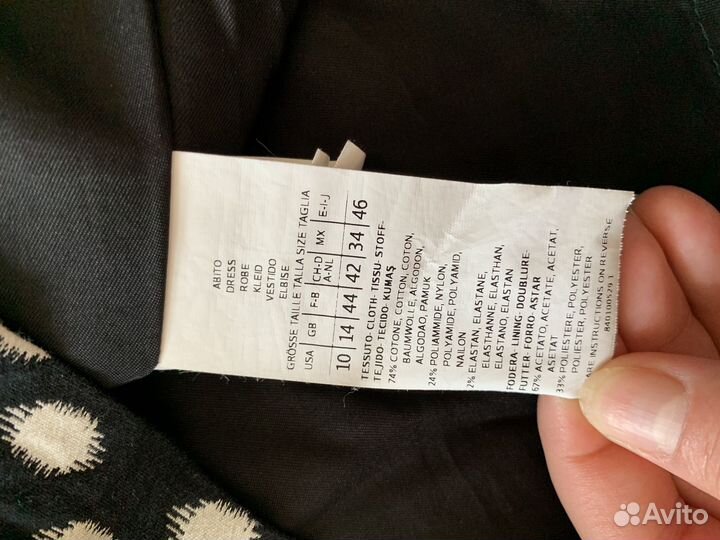 ABITO
DRESS
ROBE
KLEID
VESTIDO
ELBISE
GRÖSSE TAILLE TALLA SIZE TAGLIA
USA GB F-B CH-D A-NL MX E-I-J
10 14 44 42 34 46
TESSUTO- CLOTH- TISSU- STOFF-
TEJIDO- TECIDO- KUMAŞ
74% COTONE, COTTON, COTON,
BAUMWOLLE, ALGODON,
ALGODAO, PAMUK
24% POLIAMMIDE, NYLON,
POLYAMIDE, POLYAMID,
NAILON
2% ELASTAN, ELASTANE,
ELASTHANNE, ELASTHAN,
ELASTANO, ELASTAN
FODERA- LINING- DOUBLURE-
FUTTER- FORRO- ASTAR
67% ACETATO, ACETATE, ACETAT,
ASETAT
33% POLIESTERE, POLYESTER,
POLIESTER, POLYESTER
ARE INSTRUCTIONS ON REVERSE
Avito